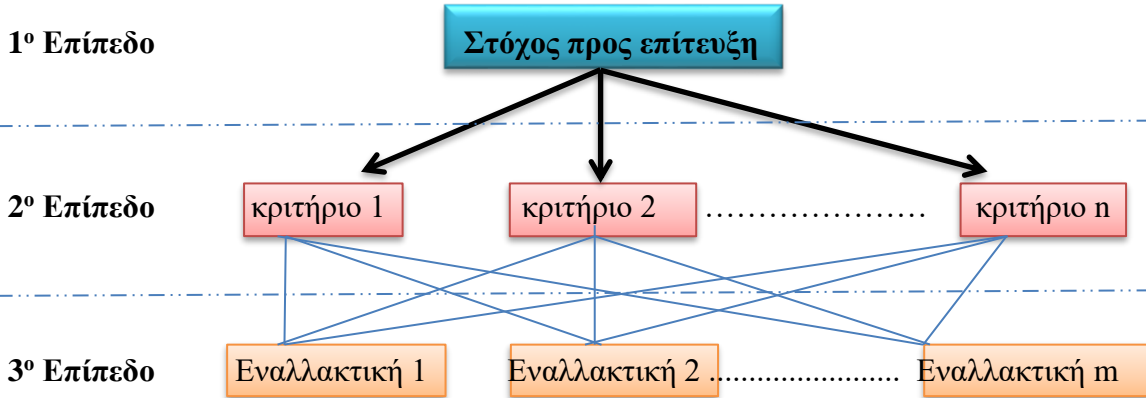 1ο Επίπεδο Στόχος προς επίτευξη
2ο Επίπεδο κριτήριο 1 κριτήριο 2 ...................... κριτήριο n
3ο Επίπεδο Εναλλακτική 1 Εναλλακτική 2 ......................... Εναλλακτική m